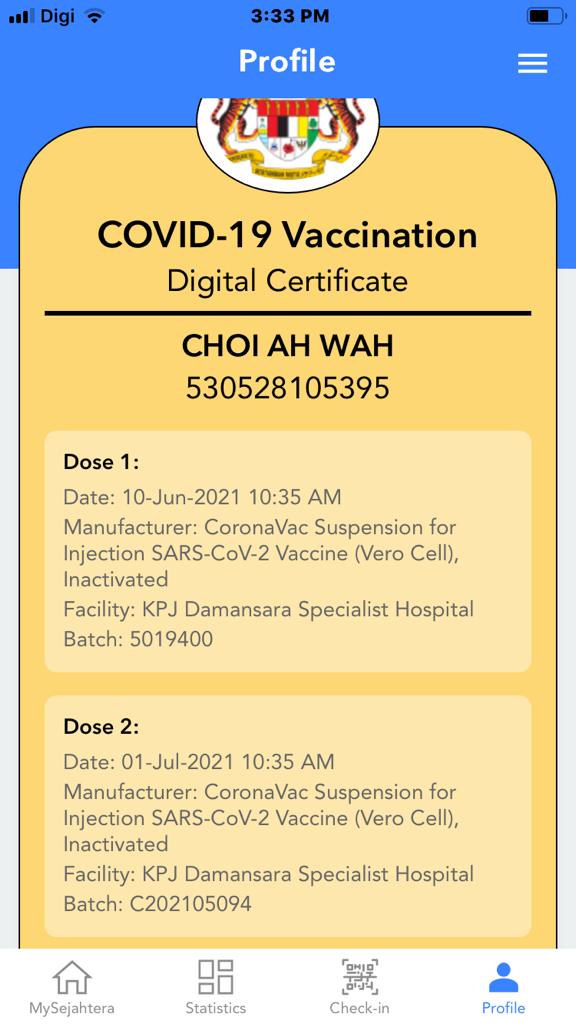 Digi 3:33 PM
Profile
COVID-19 Vaccination
Digital Certificate
CHOI AH WAH
530528105395
Dose 1:
Date: 10-Jun-2021 10:35 AM
Manufacturer: CoronaVac Suspension for
Injection SARS-CoV-2 Vaccine (Vero Cell),
Inactivated
Facility: KPJ Damansara Specialist Hospital
Batch: 5019400
Dose 2:
Date: 01-Jul-2021 10:35 AM
Manufacturer: CoronaVac Suspension for
Injection SARS-CoV-2 Vaccine (Vero Cell),
Inactivated
Facility: KPJ Damansara Specialist Hospital
Batch: C202105094
MySejahtera Statistics Check-in Profile